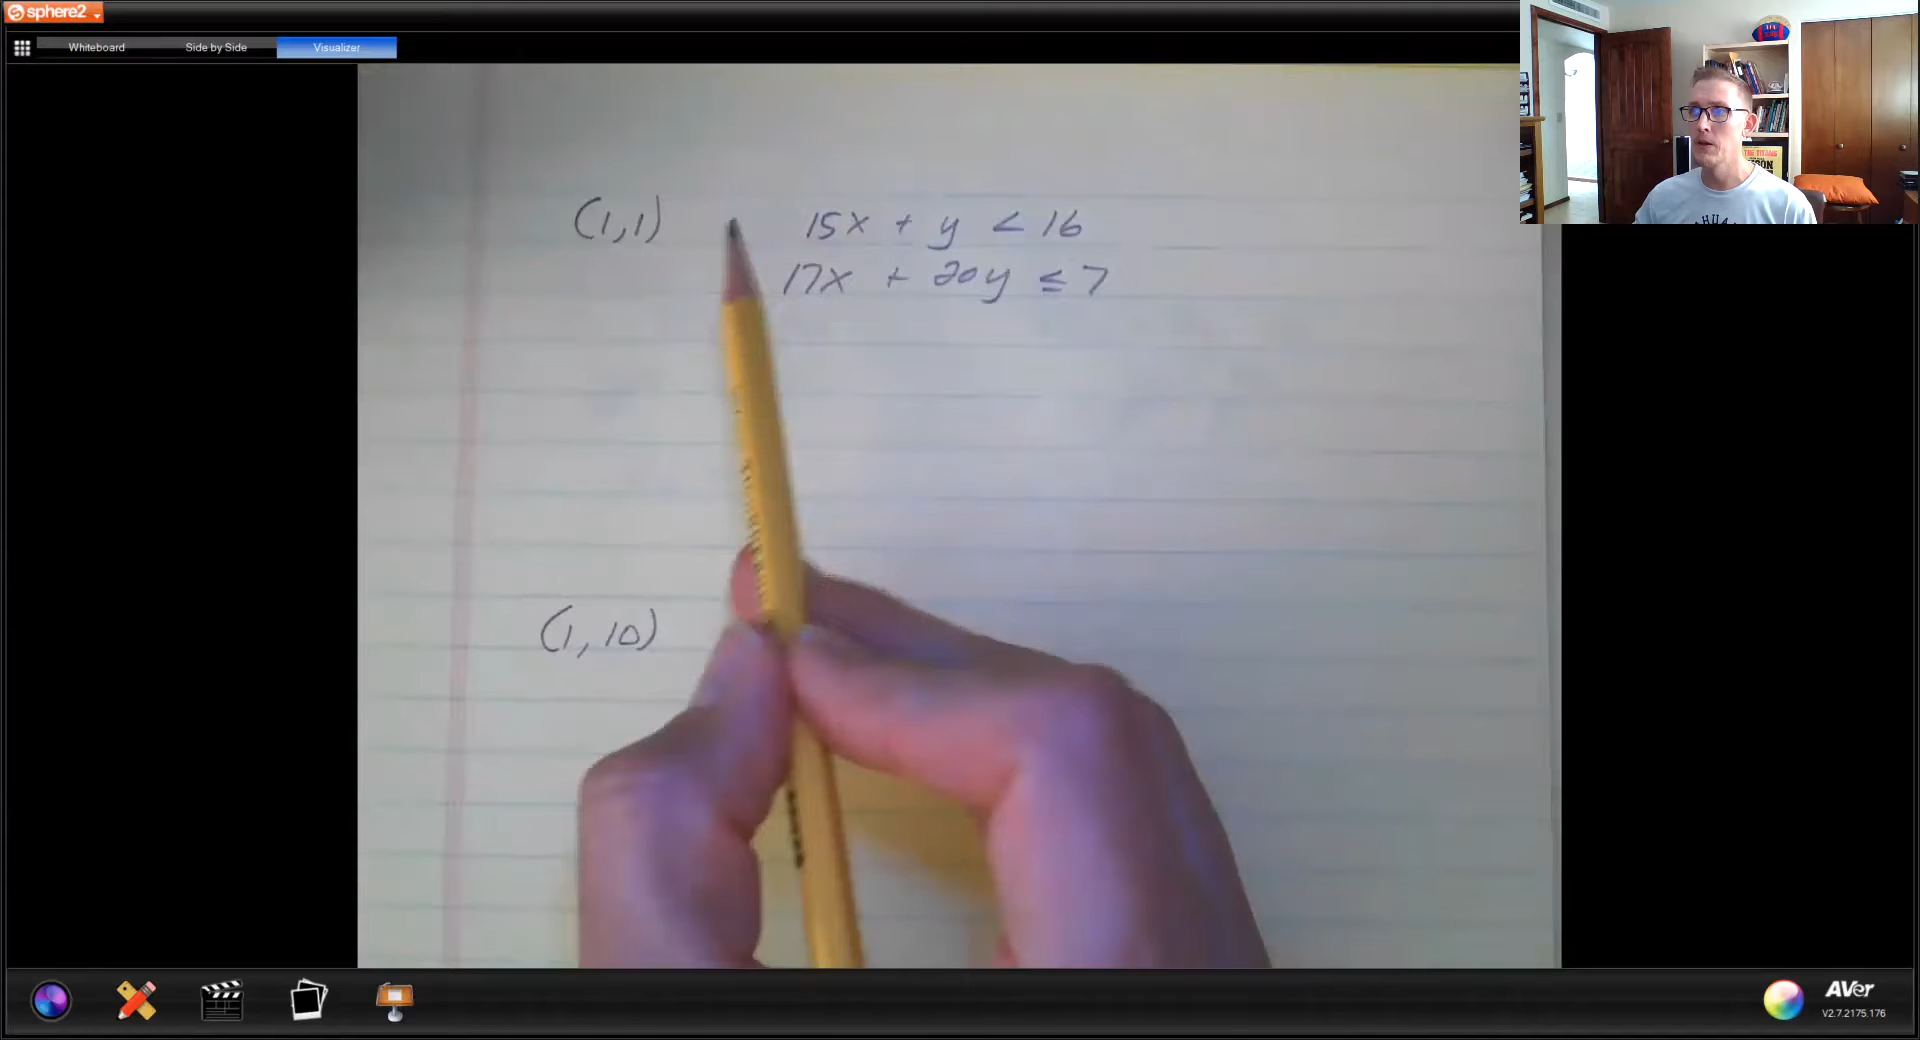 sphere2
Whiteboard Side by Side Visualizer
(1,1) 15x + y < 16
17x + 20y ≤ 7
(1, 10)
AVer
V2.7.2175.176